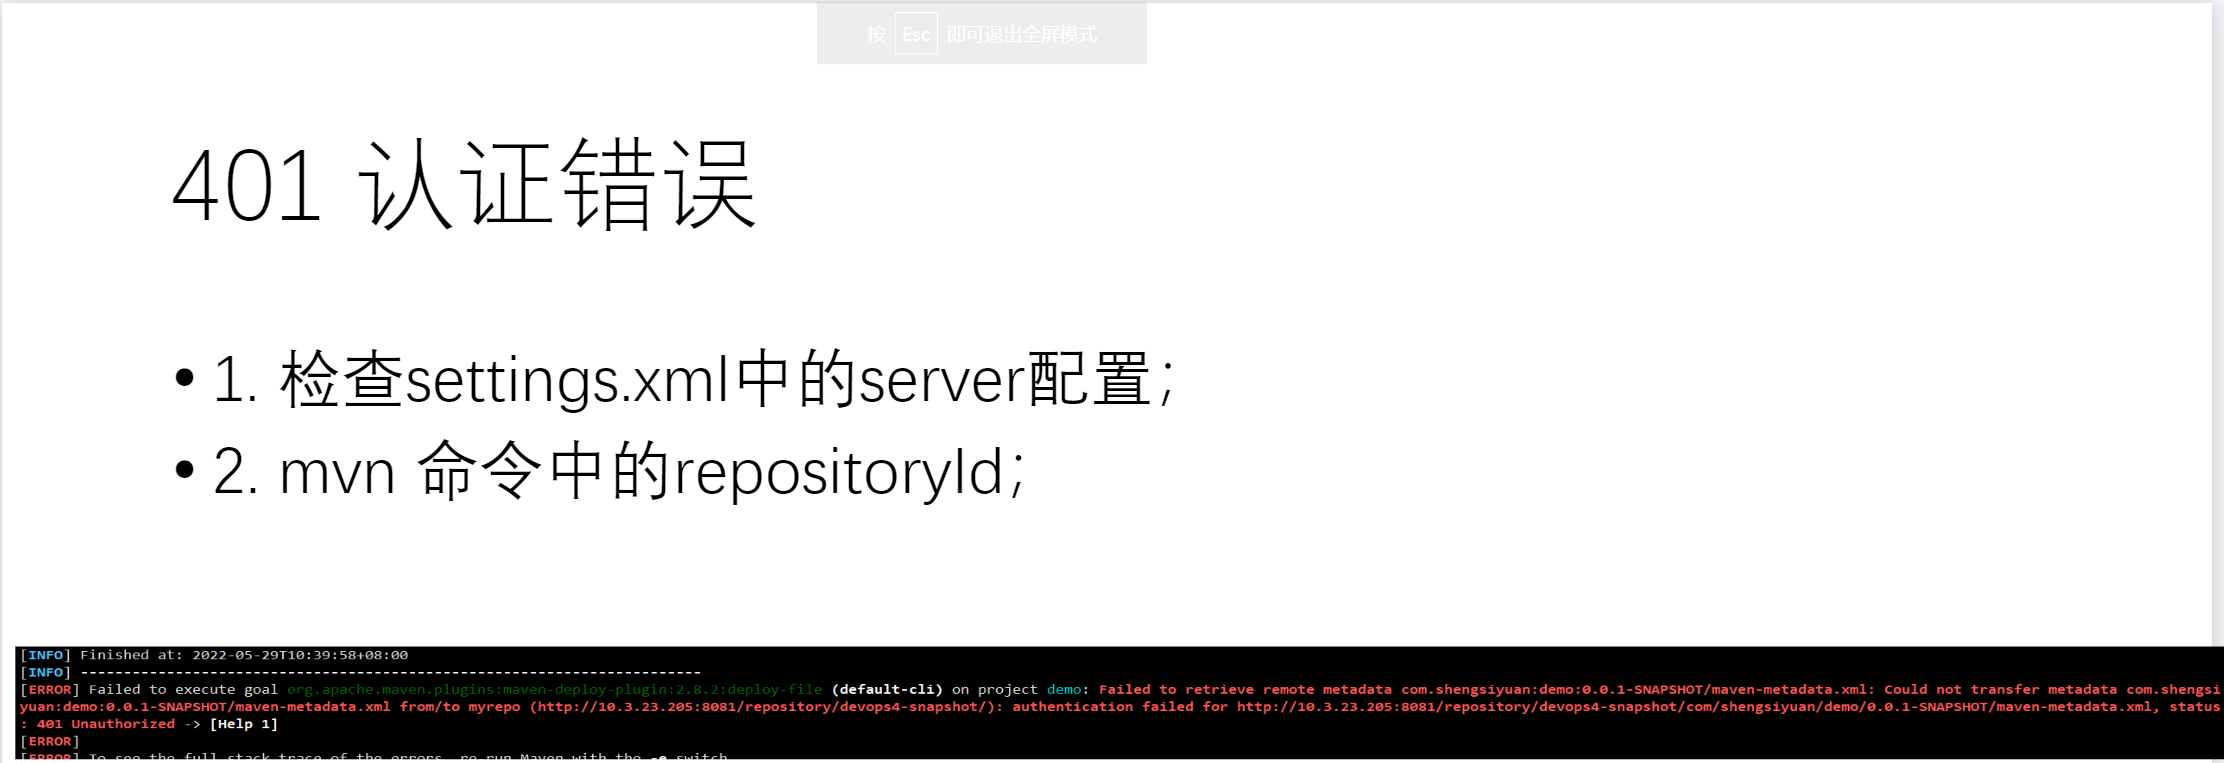 按 Esc 即可退出全屏模式
401 认证错误
• 1. 检查settings.xml中的server配置；
• 2. mvn 命令中的repositoryId；
[INFO] Finished at: 2022-05-29T10:39:58+08:00
[INFO] ------------------------------------------------------------------------
[ERROR] Failed to execute goal org.apache.maven.plugins:maven-deploy-plugin:2.8.2:deploy-file (default-cli) on project demo: Failed to retrieve remote metadata com.shengsiyuan:demo:0.0.1-SNAPSHOT/maven-metadata.xml: Could not transfer metadata com.shengsi
yuan:demo:0.0.1-SNAPSHOT/maven-metadata.xml from/to myrepo (http://10.3.23.205:8081/repository/devops4-snapshot/): authentication failed for http://10.3.23.205:8081/repository/devops4-snapshot/com/shengsiyuan/demo/0.0.1-SNAPSHOT/maven-metadata.xml, status
: 401 Unauthorized -> [Help 1]
[ERROR]
[ERROR] To see the full stack trace of the errors, re-run Maven with the -e switch